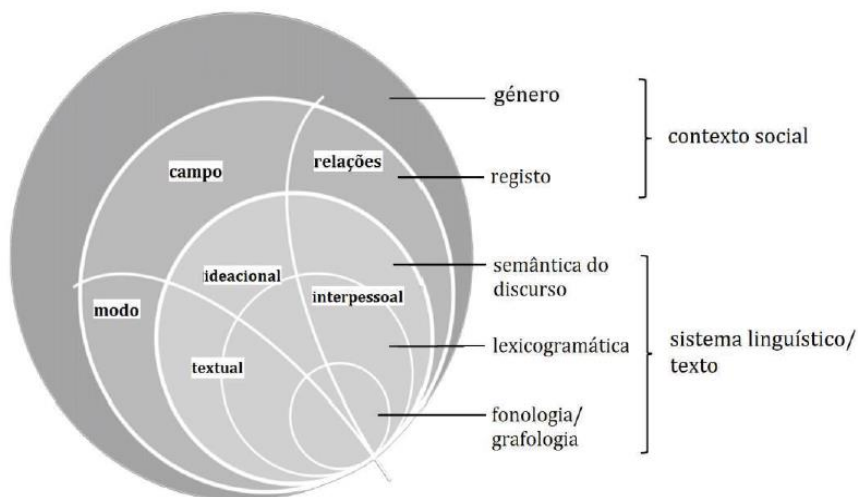 género
contexto social
relações
campo
registo
semântica do
discurso
ideacional
interpessoal
modo
sistema linguístico/
texto
lexicogramática
textual
fonologia/
grafologia